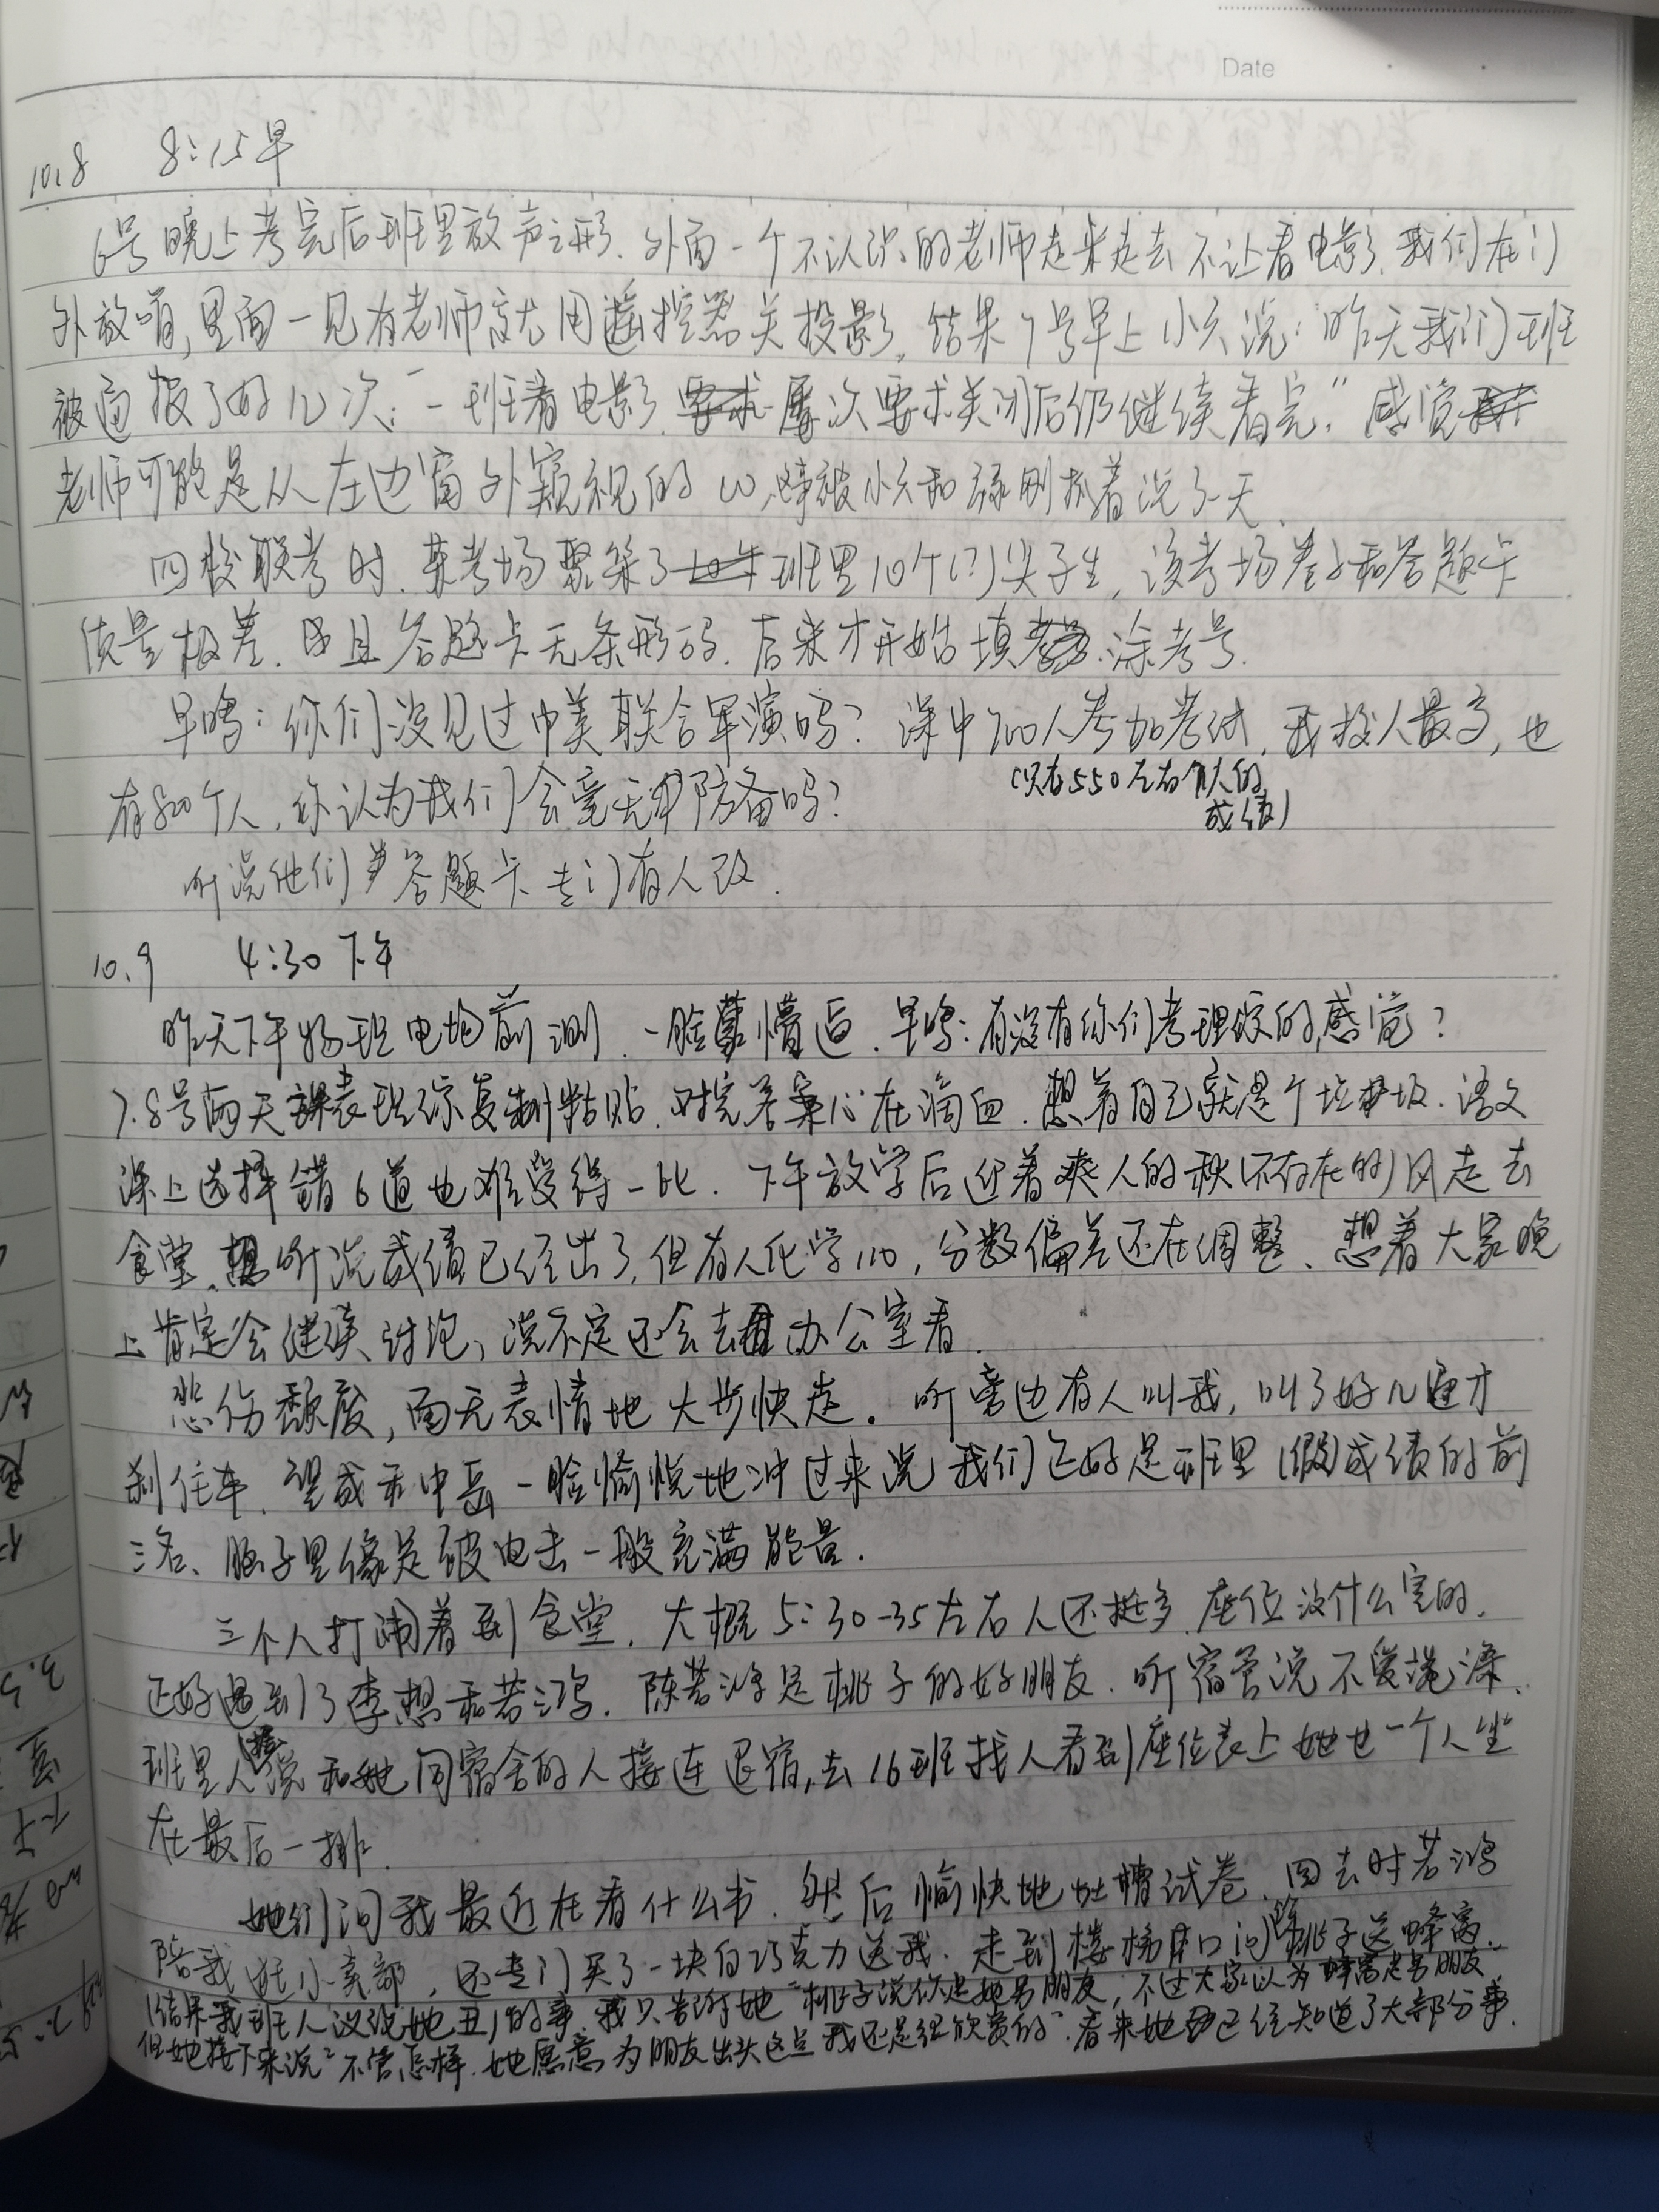 Date
10.8 8:15早
6号晚上考完后班里放声之形.外面一个不认识的老师走来走去不让看电影.我们在门
外放哨,里面一见有老师就用遥控器关投影.结果7号早上小六说:"昨天我们班
被通报了好几次:一班看电影屡次要求关闭后仍继续看完."感觉
老师可能是从左边窗外窥视的被小六和刚抓着说了一天.
四校联考时.某考场聚集了班里10个(?)尖子生,该考场卷子和答题卡
质量极差.且答题卡无条形码.后来才开始填.涂考号.
早鸣:你们没见过中美联合军演吗?深中700人参加考试,我校人最多,也
(只有550左右个人的
成绩)
有800个人,你认为我们会毫无防备吗?
听说他们答题卡专门有人改.
10.9 4:30下午
昨天下午物理电场前测.一脸蒙懵逼.早鸣:有没有你们考理综的感觉?
7.8号两天课表理综复制粘贴.对完答案心在滴血.想着自己就是个垃圾.语文
课上选择错6道也难受得一比.下午放学后迎着爽人的秋(不存在的)风走去
食堂.听说成绩已经出了,但有人化学110,分数偏差还在调整、想着大家晚
上肯定会继续讨论,说不定还会去办公室看.
悲伤颓废,面无表情地大步快走.听旁边有人叫我,叫了好几遍才
刹住车.望成和中岳一脸愉悦地冲过来说我们正好是班里(假)成绩的前
三名、脑子里像是被电击一般充满能量.
三个人打闹着到食堂.大概5:30-35左右人还挺多.座位没什么空的.
正好遇到了李想和若鸿.陈若鸿是桃子的好朋友.听宿管说不爱洗澡、
班里人说和她同宿舍的人接连退宿,去16班找人看到座位表上她也一个人坐
在最后一排.
她们问我最近在看什么书.然后愉快地吐槽试卷.回去时若鸿
陪我逛小卖部,还专门买了一块白巧克力送我.走到楼梯口问桃子送蜂窝.
(结果我班人议论她丑)的事.我只告诉她"桃子说你是她男朋友,不过大家以为蜂窝是男朋友
但她接下来说"不管怎样.她愿意为朋友出头这点我还是很欣赏的".看来她已经知道了大部分事.